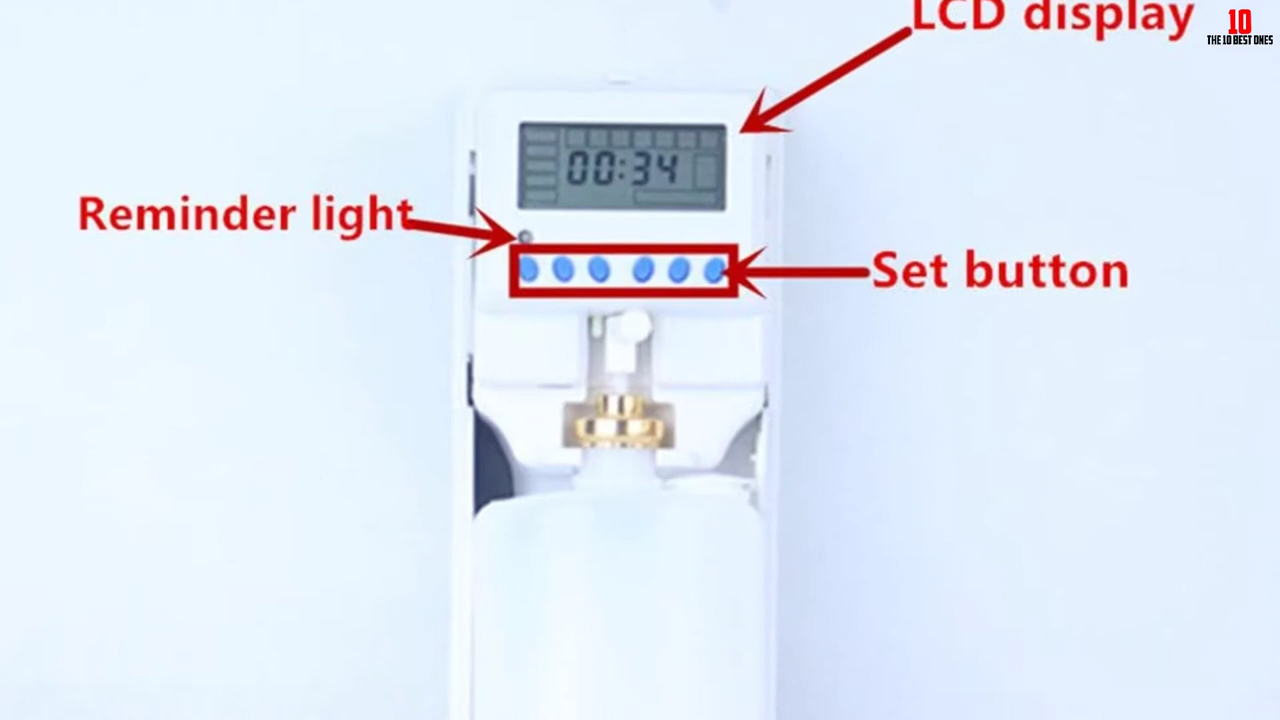 LCD display
10
THE 10 BEST ONES
00:34
Reminder light
Set button